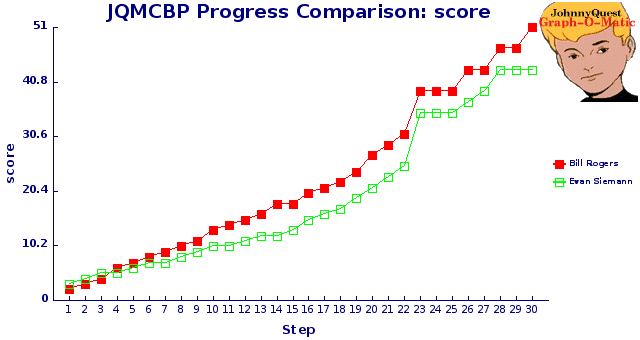 JQMCBP Progress Comparison: score
JohnnyQuest
Graph-O-Matic
51
40.8
30.6
20.4
10.2
0
score
Bill Rogers
Evan Siemann
1 2 3 4 5 6 7 8 9 10 11 12 13 14 15 16 17 18 19 20 21 22 23 24 25 26 27 28 29 30
Step